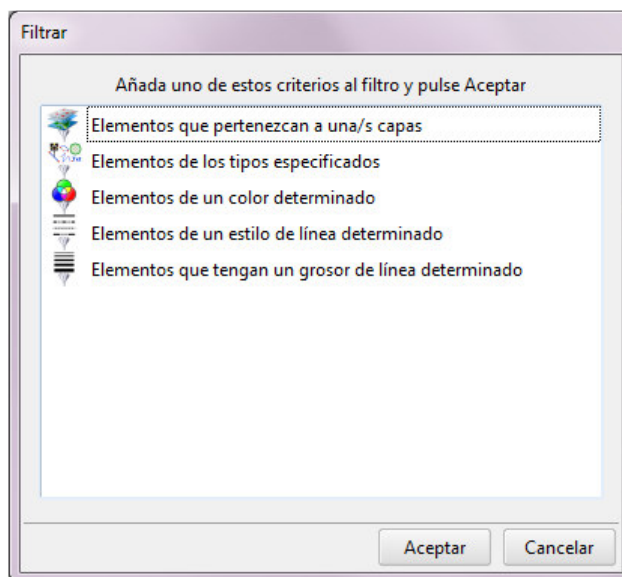 Filtrar
Añada uno de estos criterios al filtro y pulse Aceptar
Elementos que pertenezcan a una/s capas
Elementos de los tipos especificados
Elementos de un color determinado
Elementos de un estilo de línea determinado
Elementos que tengan un grosor de línea determinado
Aceptar Cancelar